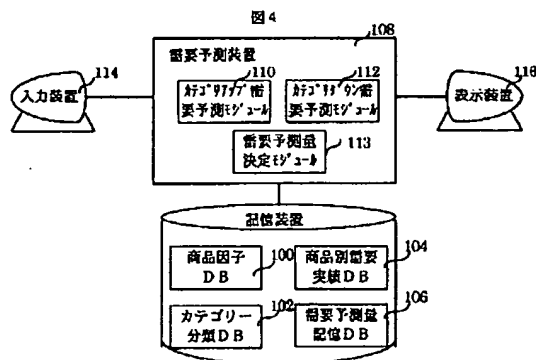 図4
需要予測装置
108
114
入力装置
110
ｶﾃｺﾞﾘｱｯﾌﾟ需
要予測ﾓｼﾞｭｰﾙ
112
ｶﾃｺﾞﾘﾀﾞｳﾝ需
要予測ﾓｼﾞｭｰﾙ
116
表示装置
需要予測量
決定ﾓｼﾞｭｰﾙ
113
記憶装置
商品因子
DB
100
商品別需要
実績DB
104
カテゴリー
分類DB
102
需要予測量
記憶DB
106